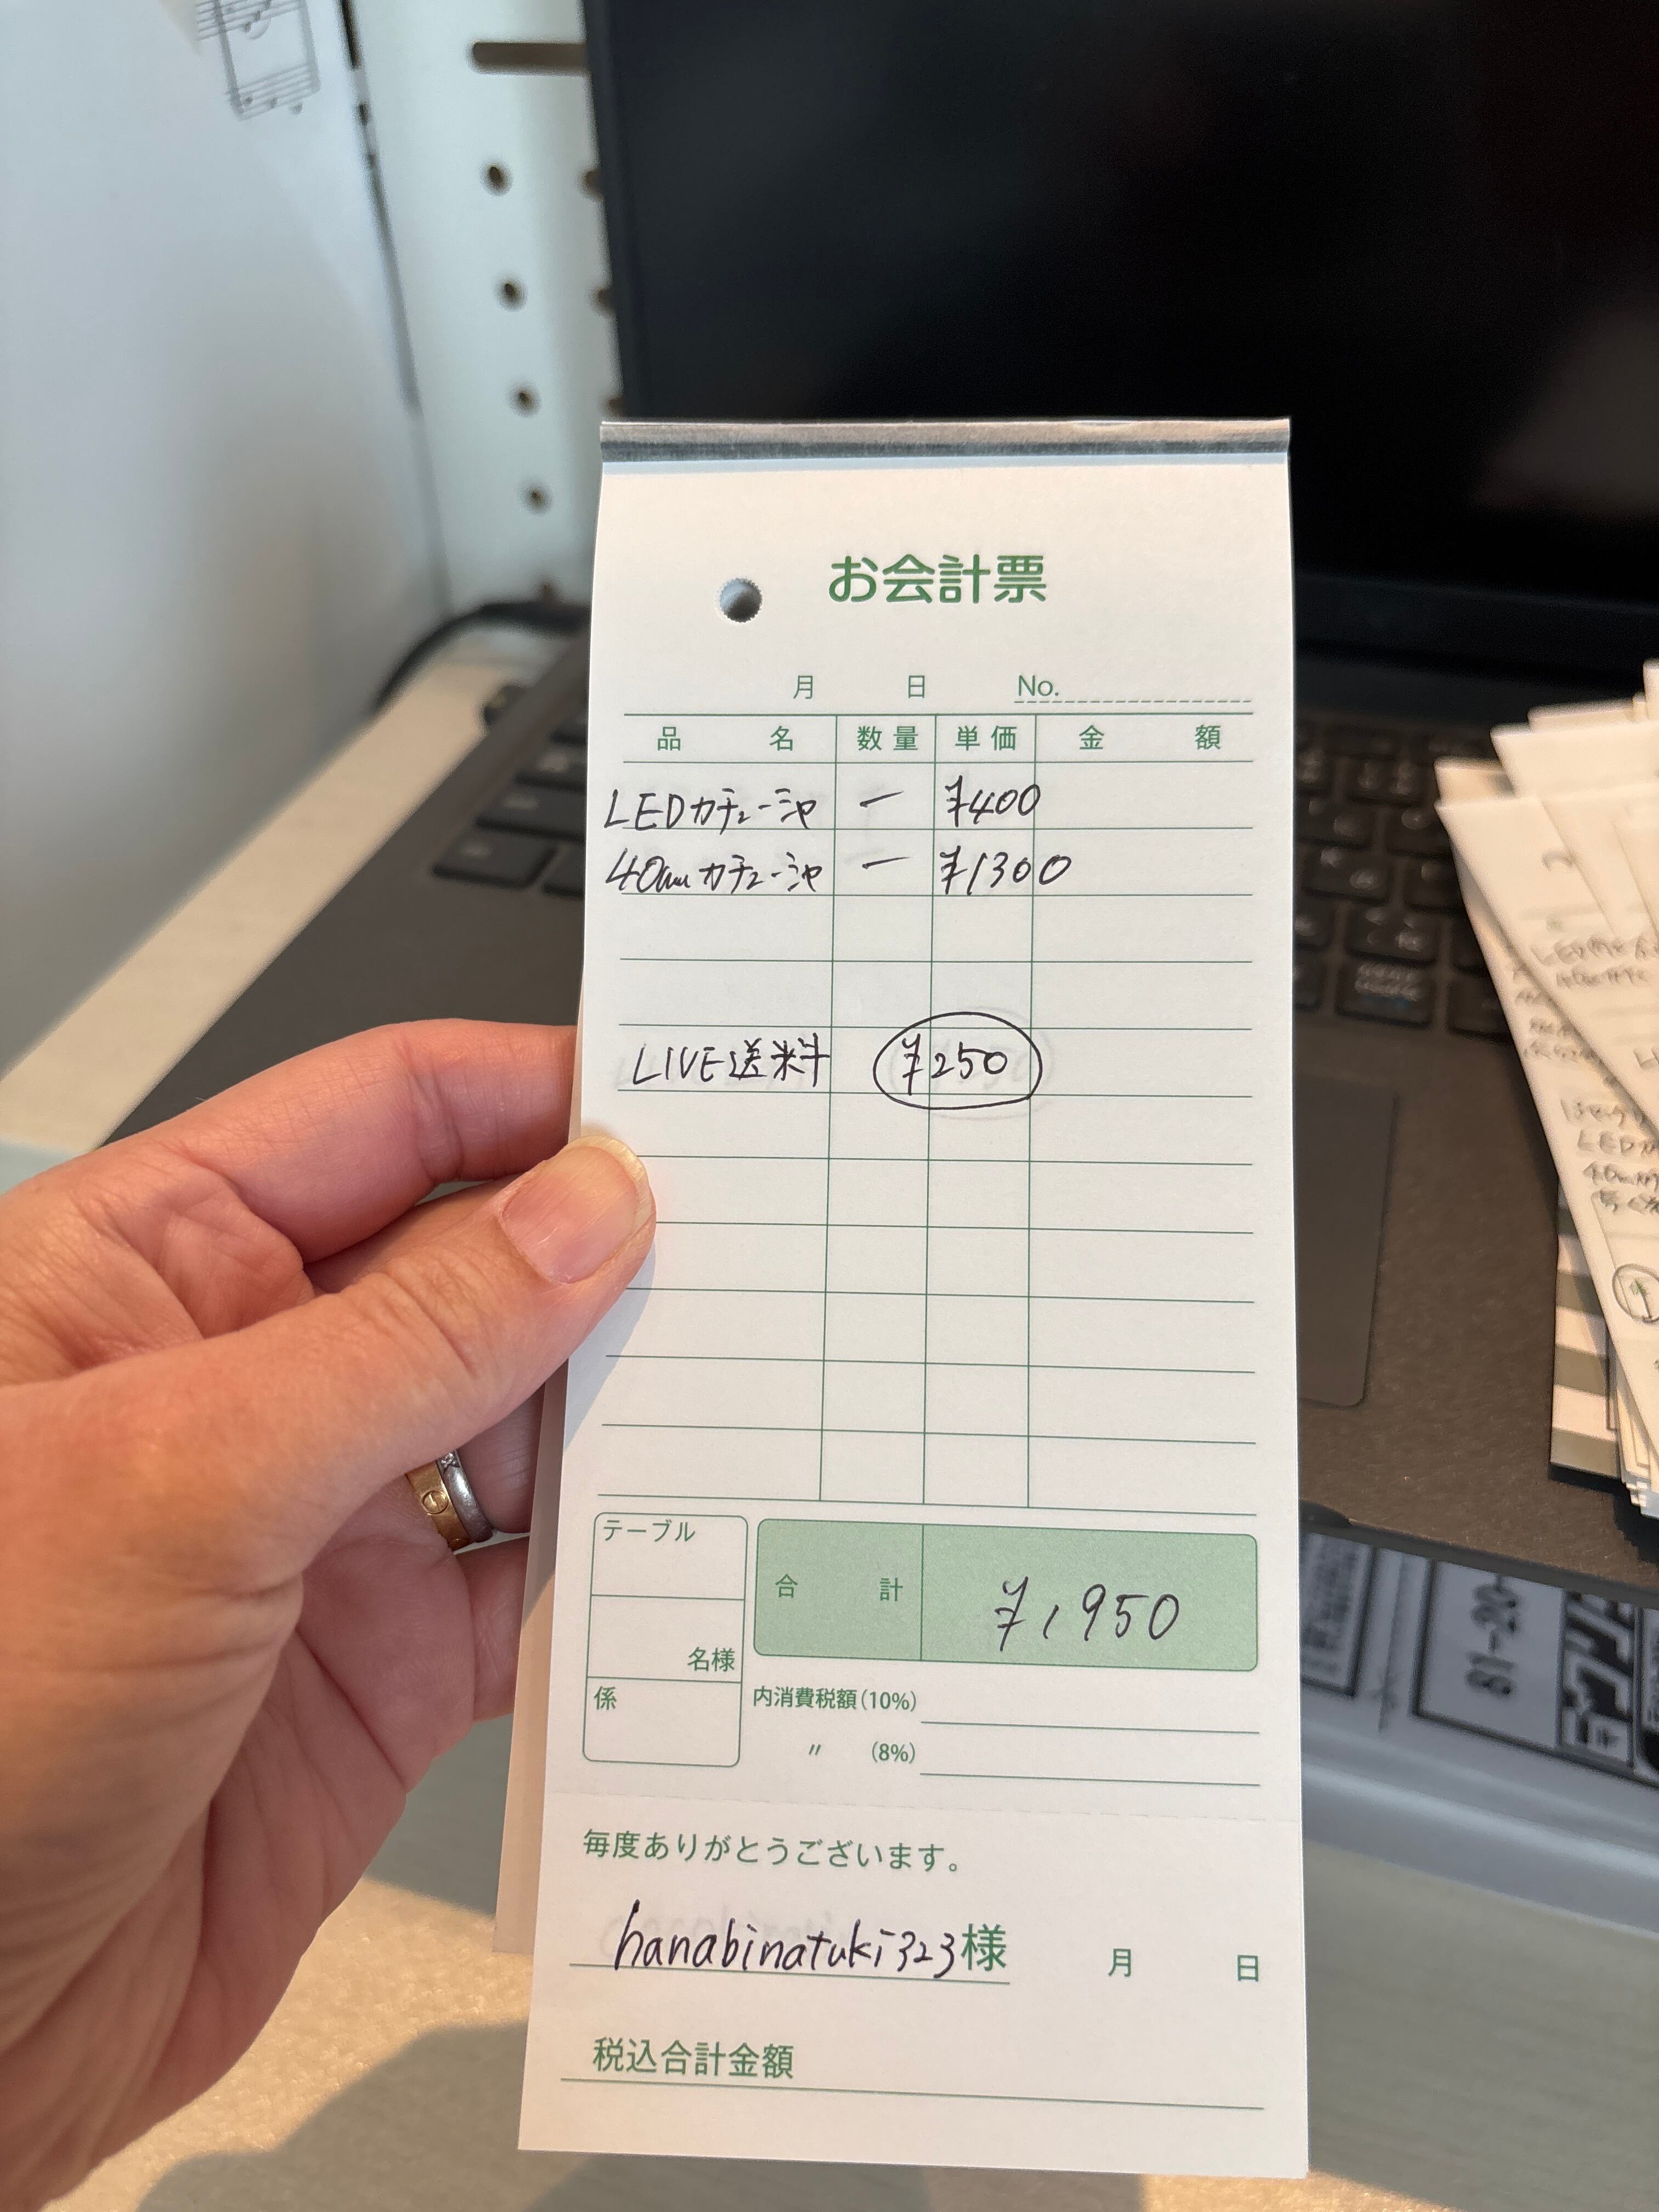 お会計票
月 日 No.
品名 数量 単価 金額
LEDカチューシャ ー ¥400
40cmカチューシャ ー ¥1300
LIVE送料 ¥250
テーブル
名様
係
合計 ¥1,950
内消費税額(10%)
〃 (8%)
毎度ありがとうございます。
hanabinatuki323様 月 日
税込合計金額
81-20-